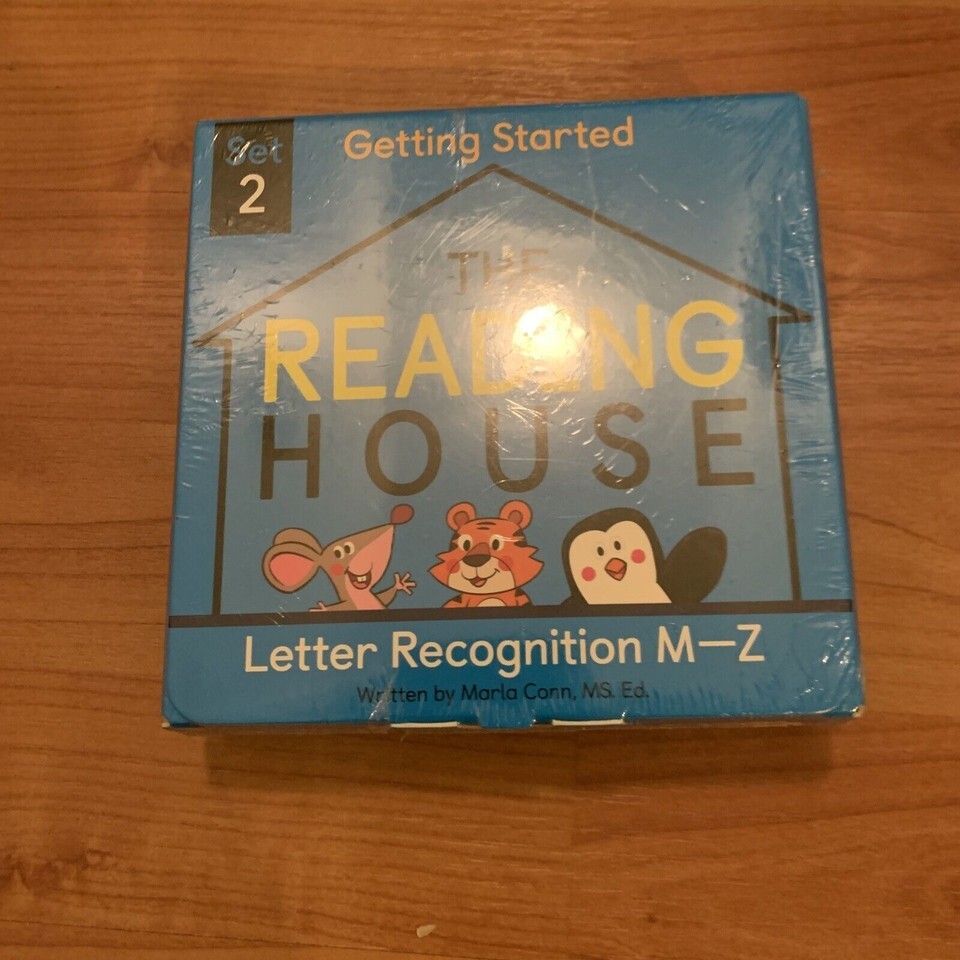 Set
2
Getting Started
THE
READING
HOUSE
Letter Recognition M—Z
Written by Marla Conn, MS. Ed.